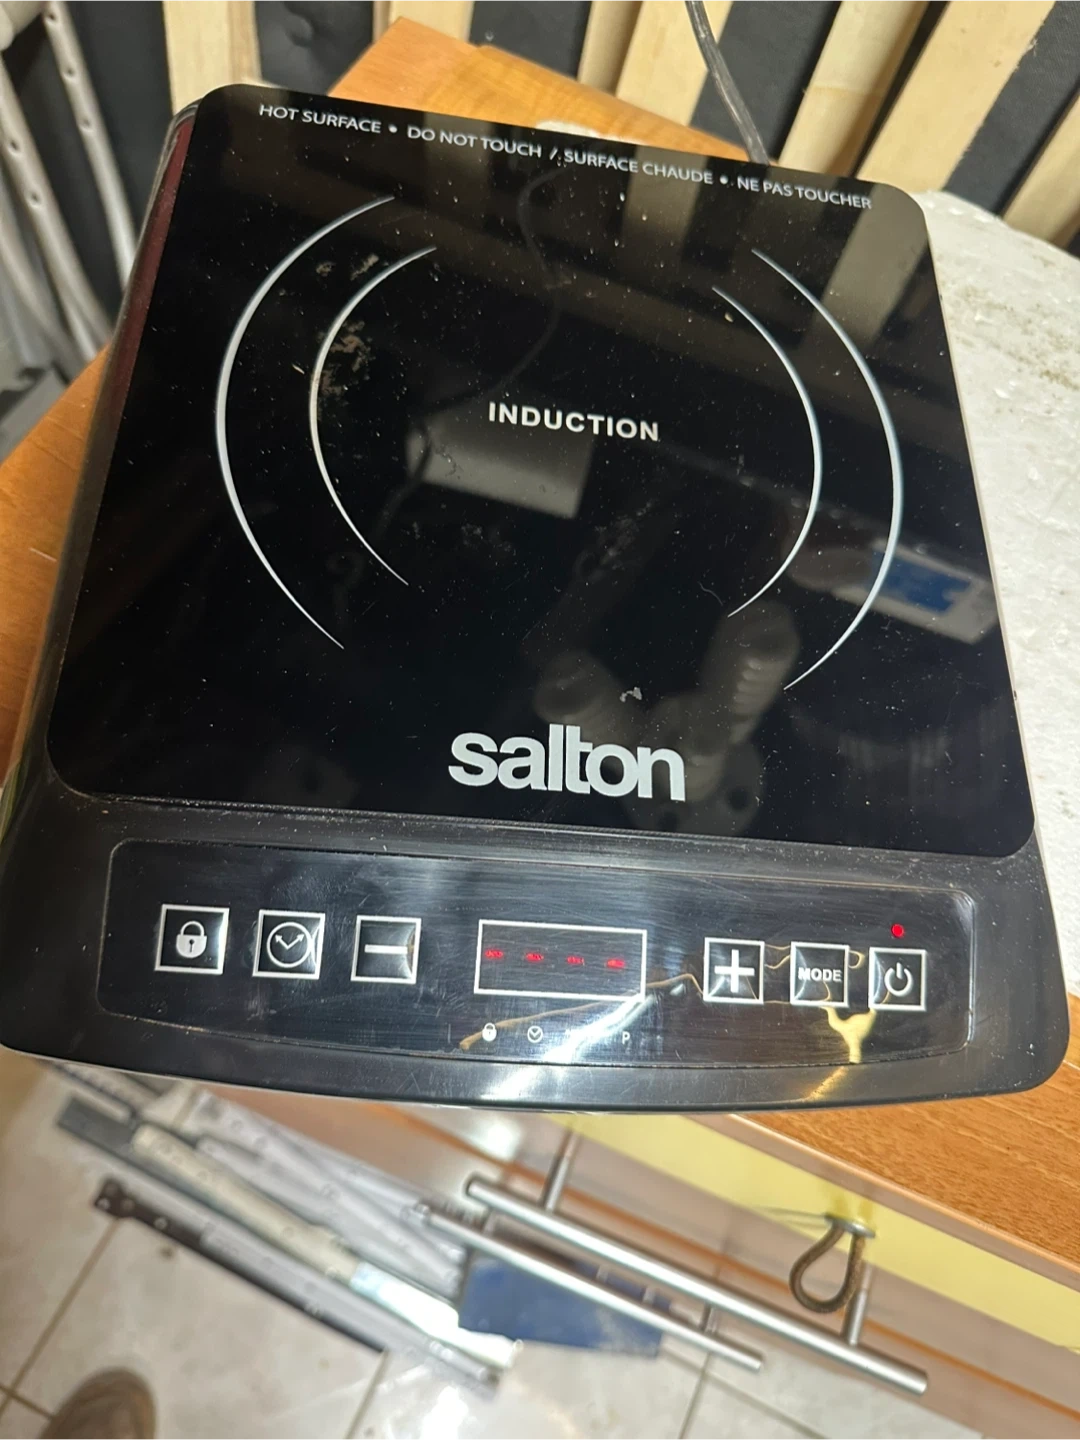 HOT SURFACE • DO NOT TOUCH / SURFACE CHAUDE • NE PAS TOUCHER
INDUCTION
salton
MODE
P